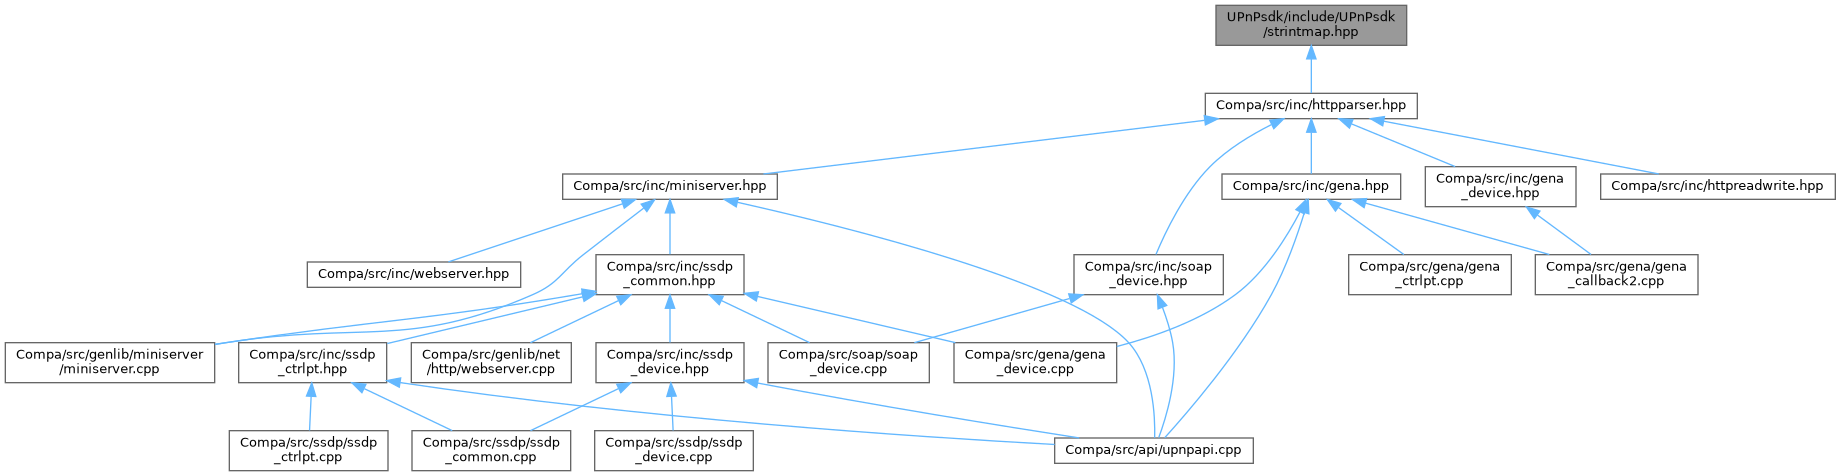 UPnPsdk/include/UPnPsdk
/strintmap.hpp
Compa/src/inc/httpparser.hpp
Compa/src/inc/miniserver.hpp
Compa/src/inc/gena.hpp
Compa/src/inc/gena
_device.hpp
Compa/src/inc/httpreadwrite.hpp
Compa/src/inc/webserver.hpp
Compa/src/inc/ssdp
_common.hpp
Compa/src/inc/soap
_device.hpp
Compa/src/gena/gena
_ctrlpt.cpp
Compa/src/gena/gena
_callback2.cpp
Compa/src/genlib/miniserver
/miniserver.cpp
Compa/src/inc/ssdp
_ctrlpt.hpp
Compa/src/genlib/net
/http/webserver.cpp
Compa/src/inc/ssdp
_device.hpp
Compa/src/soap/soap
_device.cpp
Compa/src/gena/gena
_device.cpp
Compa/src/ssdp/ssdp
_ctrlpt.cpp
Compa/src/ssdp/ssdp
_common.cpp
Compa/src/ssdp/ssdp
_device.cpp
Compa/src/api/upnpapi.cpp